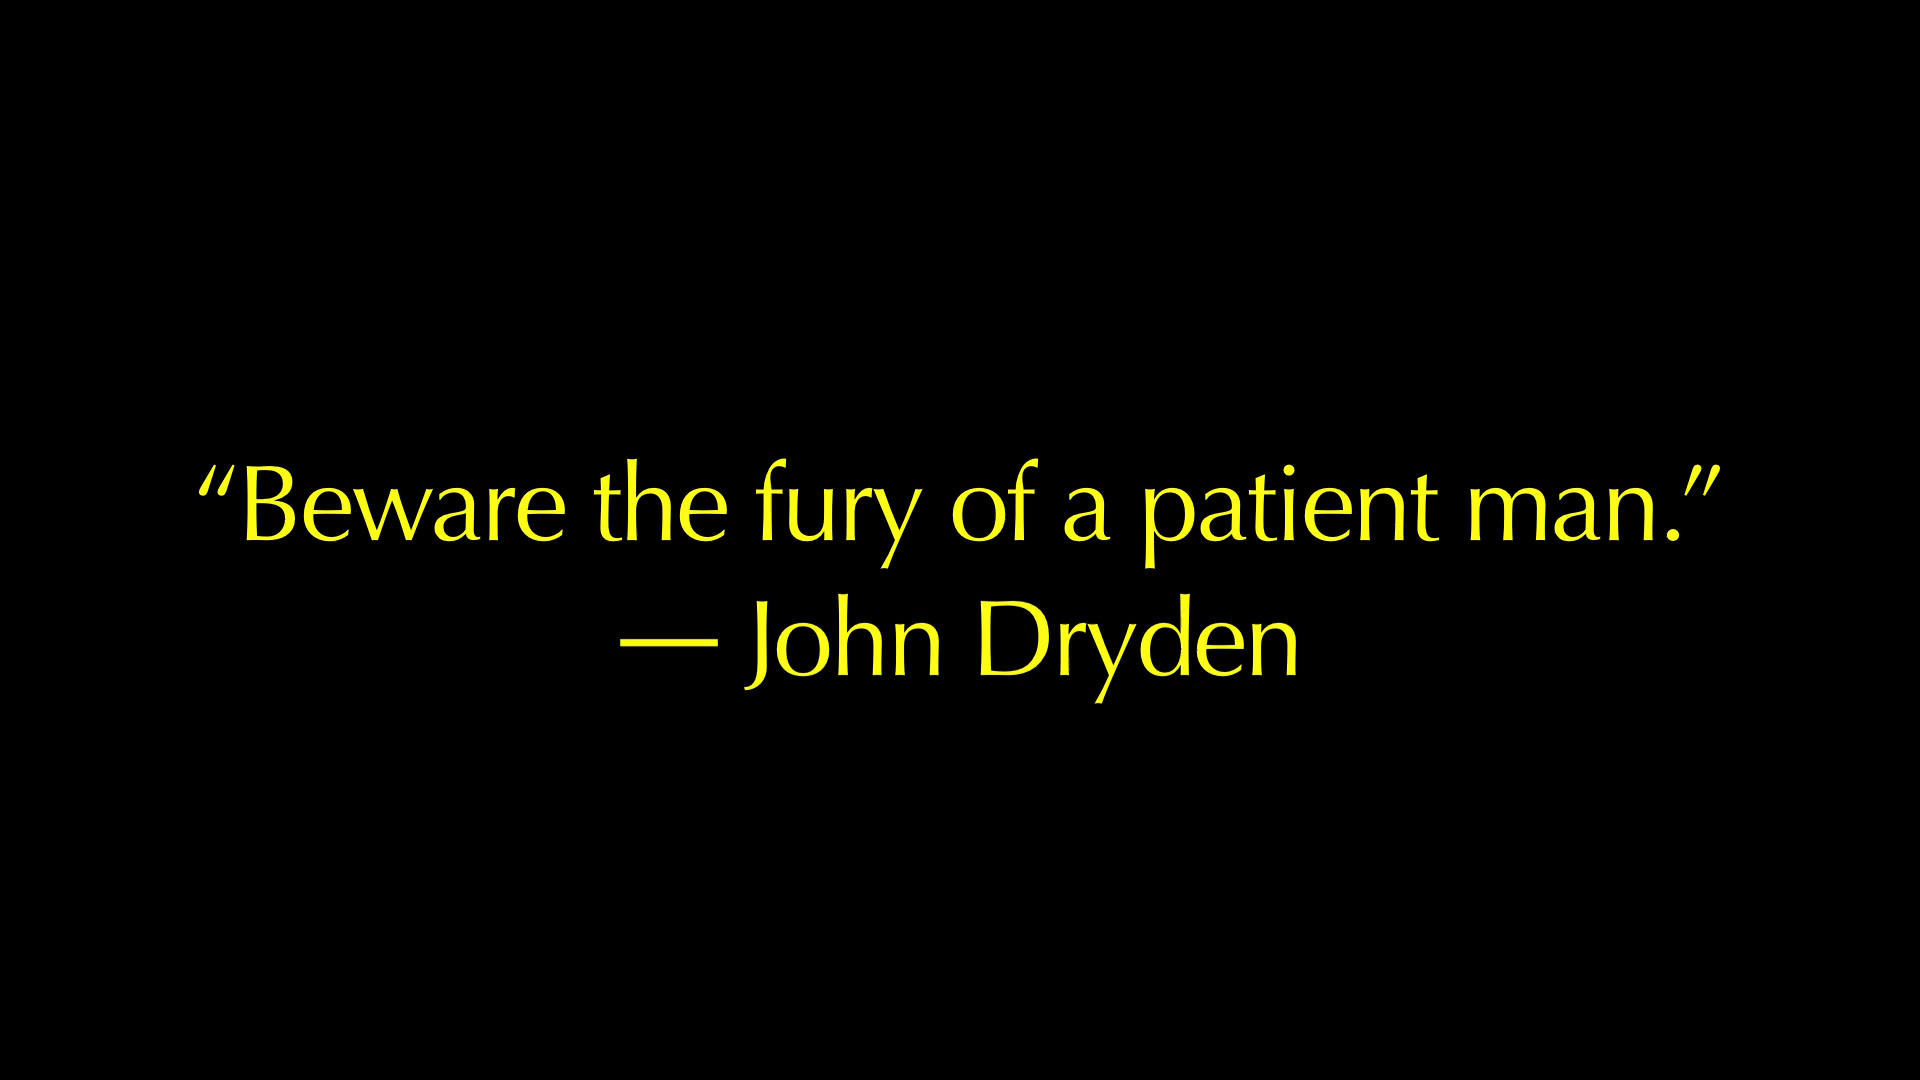 “Beware the fury of a patient man.”
— John Dryden